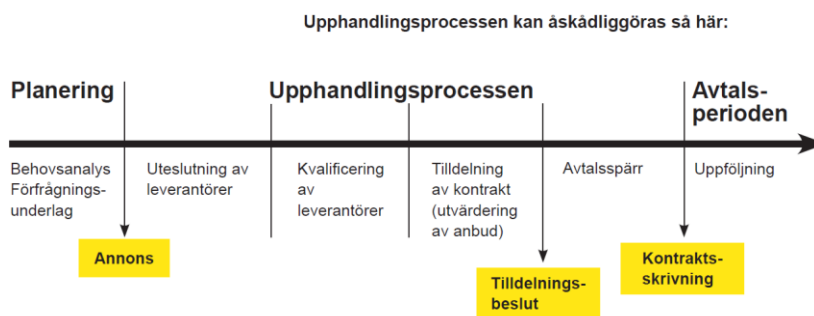 Upphandlingsprocessen kan åskådliggöras så här:
Planering
Upphandlingsprocessen
Avtals-
perioden
Behovsanalys
Förfrågnings-
underlag
Uteslutning av
leverantörer
Kvalificering
av
leverantörer
Tilldelning
av kontrakt
(utvärdering
av anbud)
Avtalsspärr
Uppföljning
Annons
Tilldelnings-
beslut
Kontrakts-
skrivning